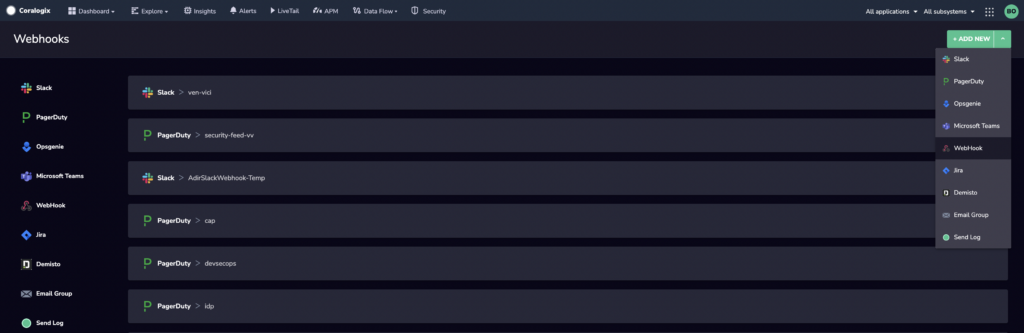 Coralogix Dashboard Explore Insights Alerts LiveTail APM Data Flow Security All applications All subsystems BD
Webhooks + ADD NEW
Slack
PagerDuty
Opsgenie
Microsoft Teams
WebHook
Jira
Demisto
Email Group
Send Log
Slack > ven-vici
PagerDuty > security-feed-vv
Slack > AdirSlackWebhook-Temp
PagerDuty > cap
PagerDuty > devsecops
PagerDuty > idp
Slack
PagerDuty
Opsgenie
Microsoft Teams
WebHook
Jira
Demisto
Email Group
Send Log